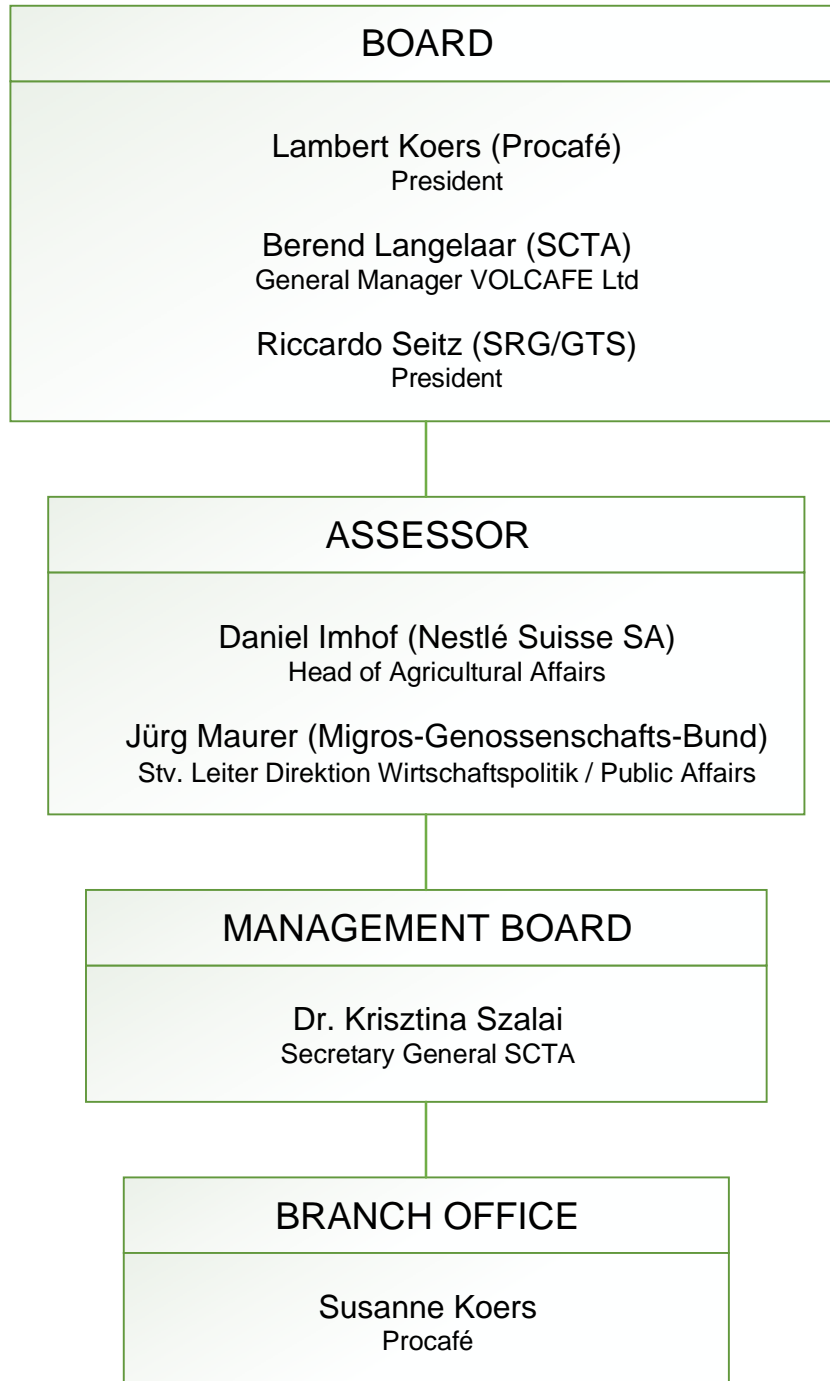 BOARD
Lambert Koers (Procafé)
President
Berend Langelaar (SCTA)
General Manager VOLCAFE Ltd
Riccardo Seitz (SRG/GTS)
President
ASSESSOR
Daniel Imhof (Nestlé Suisse SA)
Head of Agricultural Affairs
Jürg Maurer (Migros-Genossenschafts-Bund)
Stv. Leiter Direktion Wirtschaftspolitik / Public Affairs
MANAGEMENT BOARD
Dr. Krisztina Szalai
Secretary General SCTA
BRANCH OFFICE
Susanne Koers
Procafé